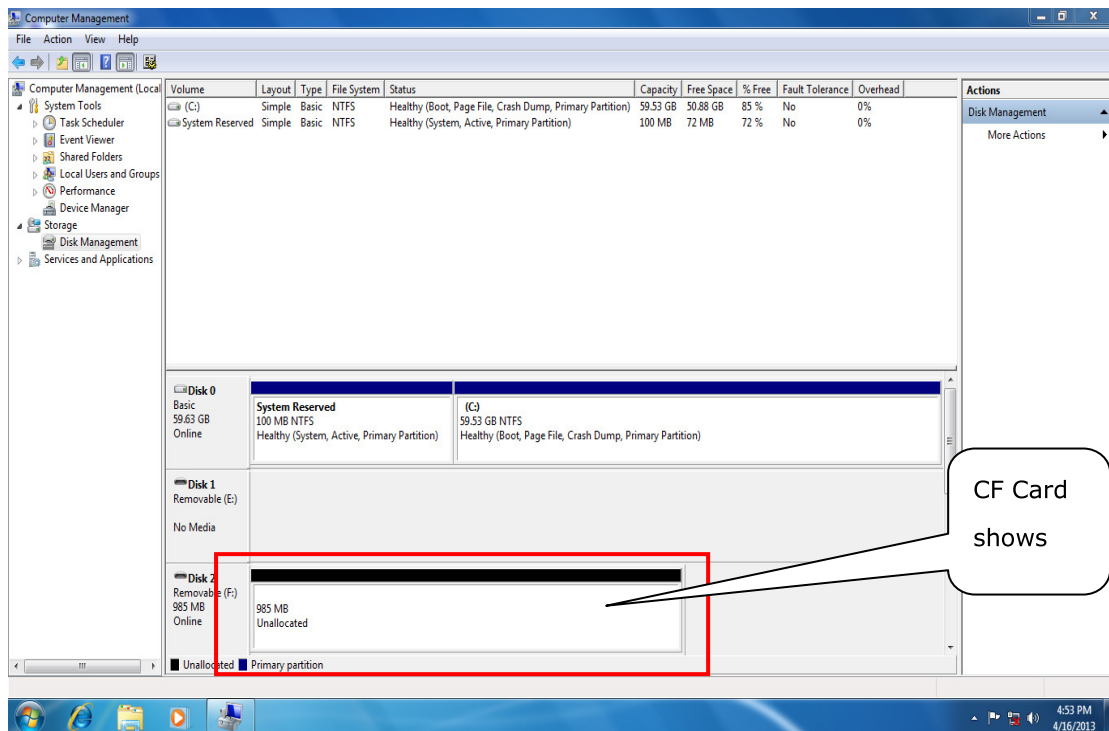 Computer Management
File Action View Help
Computer Management (Local
System Tools
Task Scheduler
Event Viewer
Shared Folders
Local Users and Groups
Performance
Device Manager
Storage
Disk Management
Services and Applications
Volume Layout Type File System Status Capacity Free Space % Free Fault Tolerance Overhead
(C:) Simple Basic NTFS Healthy (Boot, Page File, Crash Dump, Primary Partition) 59.53 GB 50.88 GB 85 % No 0%
System Reserved Simple Basic NTFS Healthy (System, Active, Primary Partition) 100 MB 72 MB 72 % No 0%
Actions
Disk Management
More Actions
Disk 0
Basic
59.63 GB
Online
System Reserved
100 MB NTFS
Healthy (System, Active, Primary Partition)
(C:)
59.53 GB NTFS
Healthy (Boot, Page File, Crash Dump, Primary Partition)
Disk 1
Removable (E:)
No Media
Disk 2
Removable (F:)
985 MB
Online
985 MB
Unallocated
CF Card
shows
Unallocated Primary partition
4:53 PM
4/16/2013